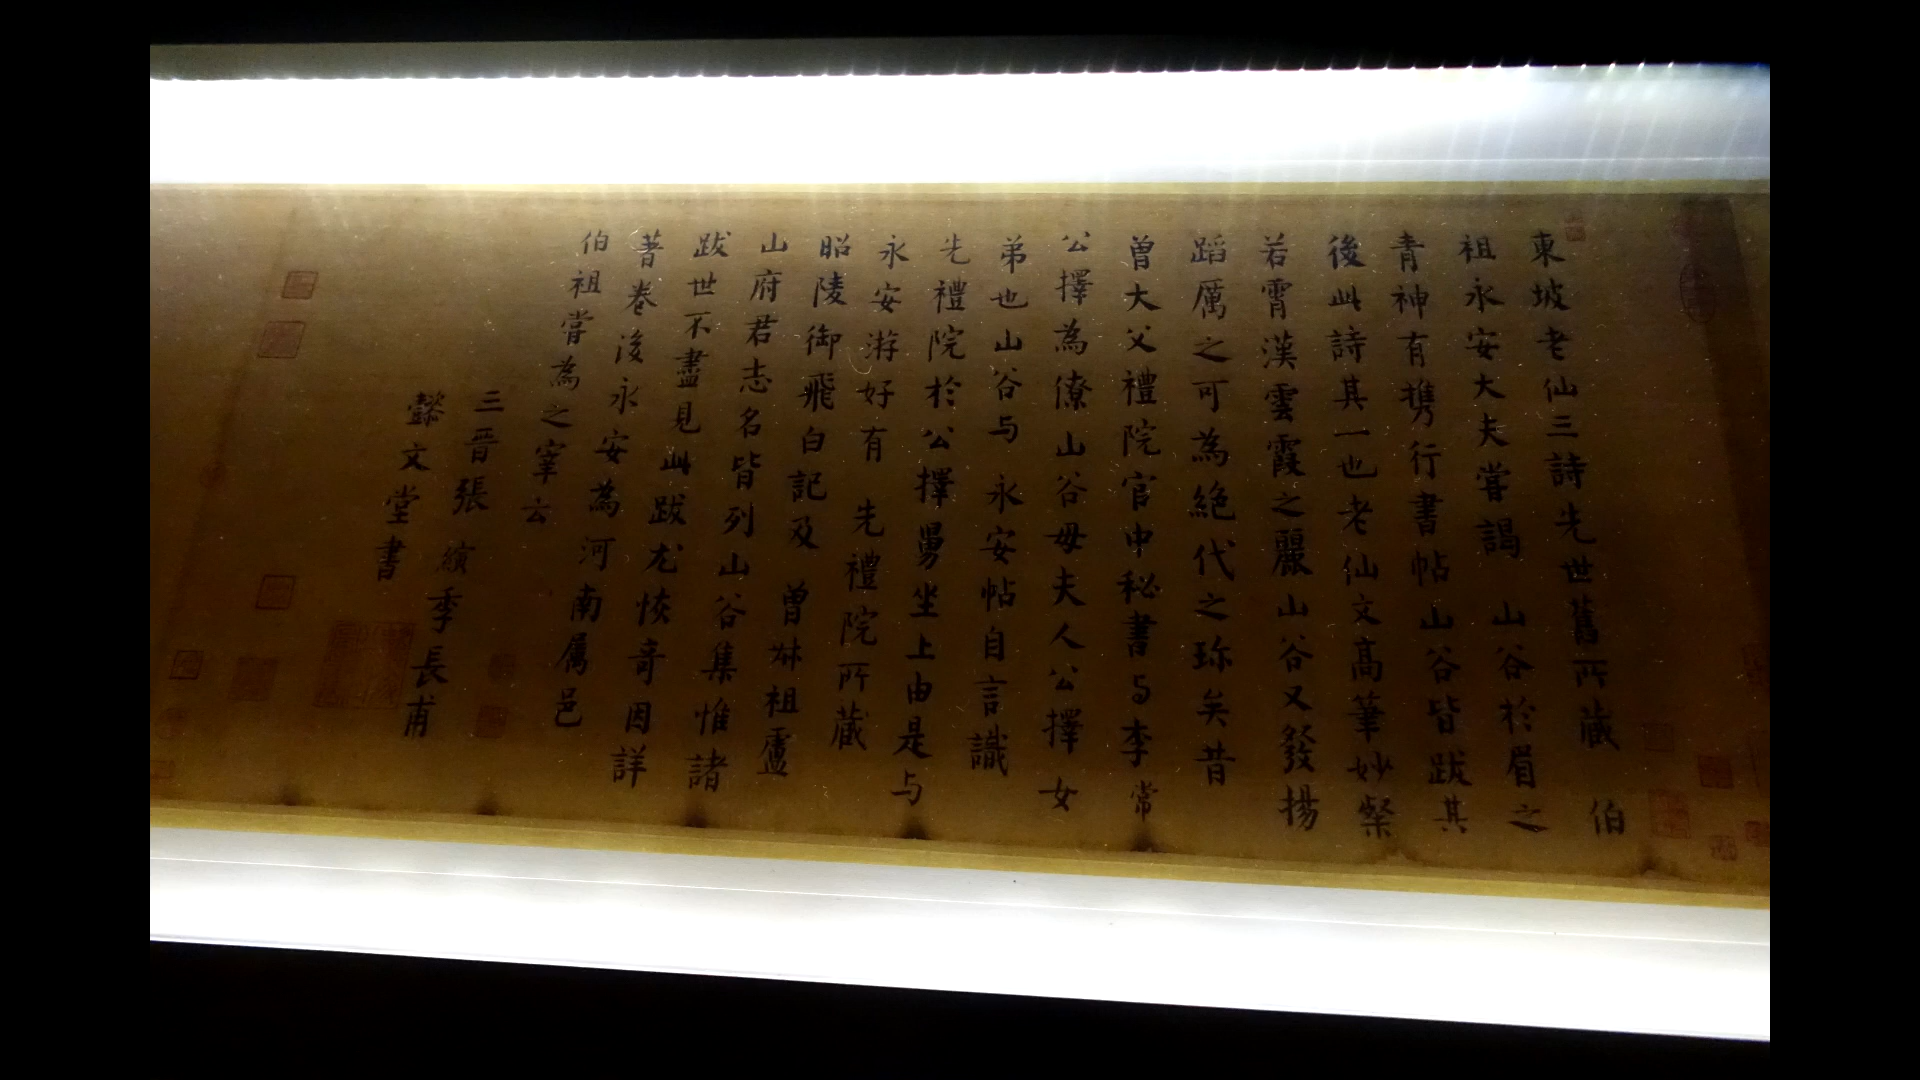 東坡老仙三詩先世舊所藏 伯
祖永安大夫嘗謁 山谷於眉之
青神有攜行書帖山谷皆跋其
後此詩其一也老仙文高筆妙粲
若霄漢雲霞之麗山谷又發揚
蹈厲之可為絕代之珎矣昔
曾大父禮院官中秘書与李常
公擇為僚山谷母夫人公擇女
弟也山谷与 永安帖自言識
先禮院於公擇舅坐上由是与
永安游好有 先禮院所藏
昭陵御飛白記及 曾叔祖盧
山府君志名皆列山谷集惟諸
跋世不盡見此跋尤恢奇因詳
著卷後永安為河南屬邑
伯祖嘗為之宰云
三晉張 縯季長甫
懿文堂書